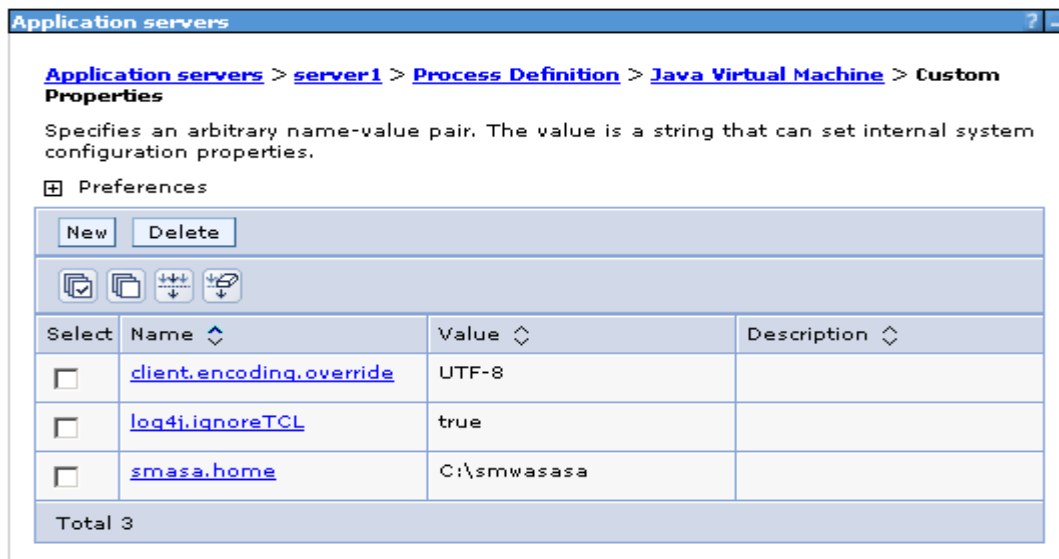 Application servers ? -
Application servers > server1 > Process Definition > Java Virtual Machine > Custom
Properties
Specifies an arbitrary name-value pair. The value is a string that can set internal system
configuration properties.
Preferences
New Delete
Select Name Value Description
client.encoding.override UTF-8
log4j.ignoreTCL true
smasa.home C:\smwasasa
Total 3